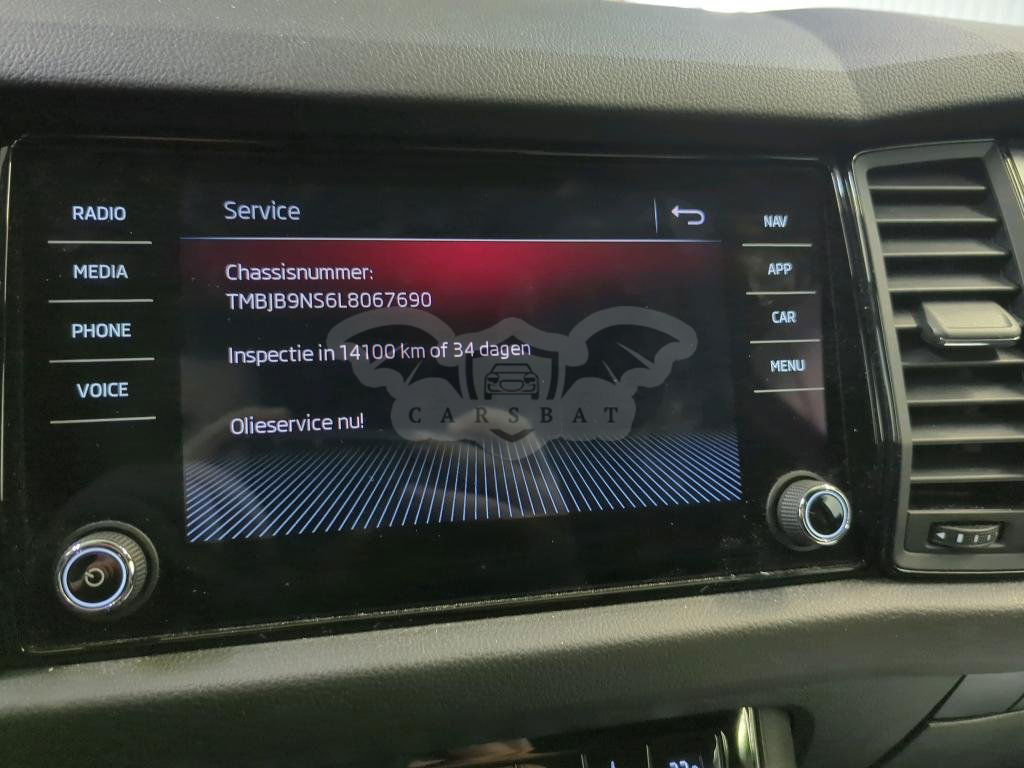 RADIO
MEDIA
PHONE
VOICE
Service
Chassisnummer:
TMBJB9NS6L8067690
Inspectie in 14100 km of 34 dagen
Olieservice nu!
CARSBAT
NAV
APP
CAR
MENU